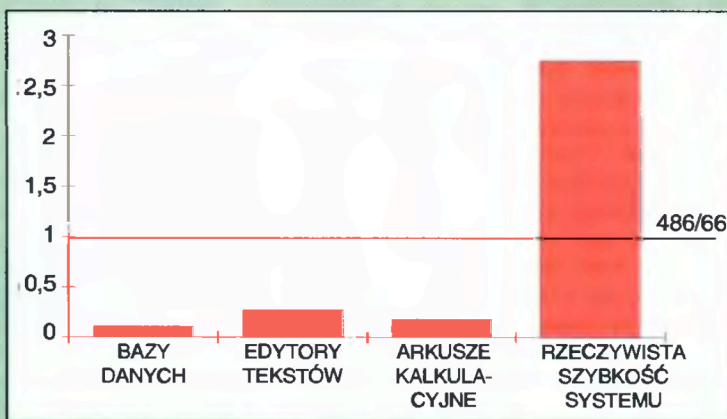 3
2,5
2
1,5
1
486/66
0,5
0
BAZY
DANYCH
EDYTORY
TEKSTÓW
ARKUSZE
KALKULA-
CYJNE
RZECZYWISTA
SZYBKOŚĆ
SYSTEMU